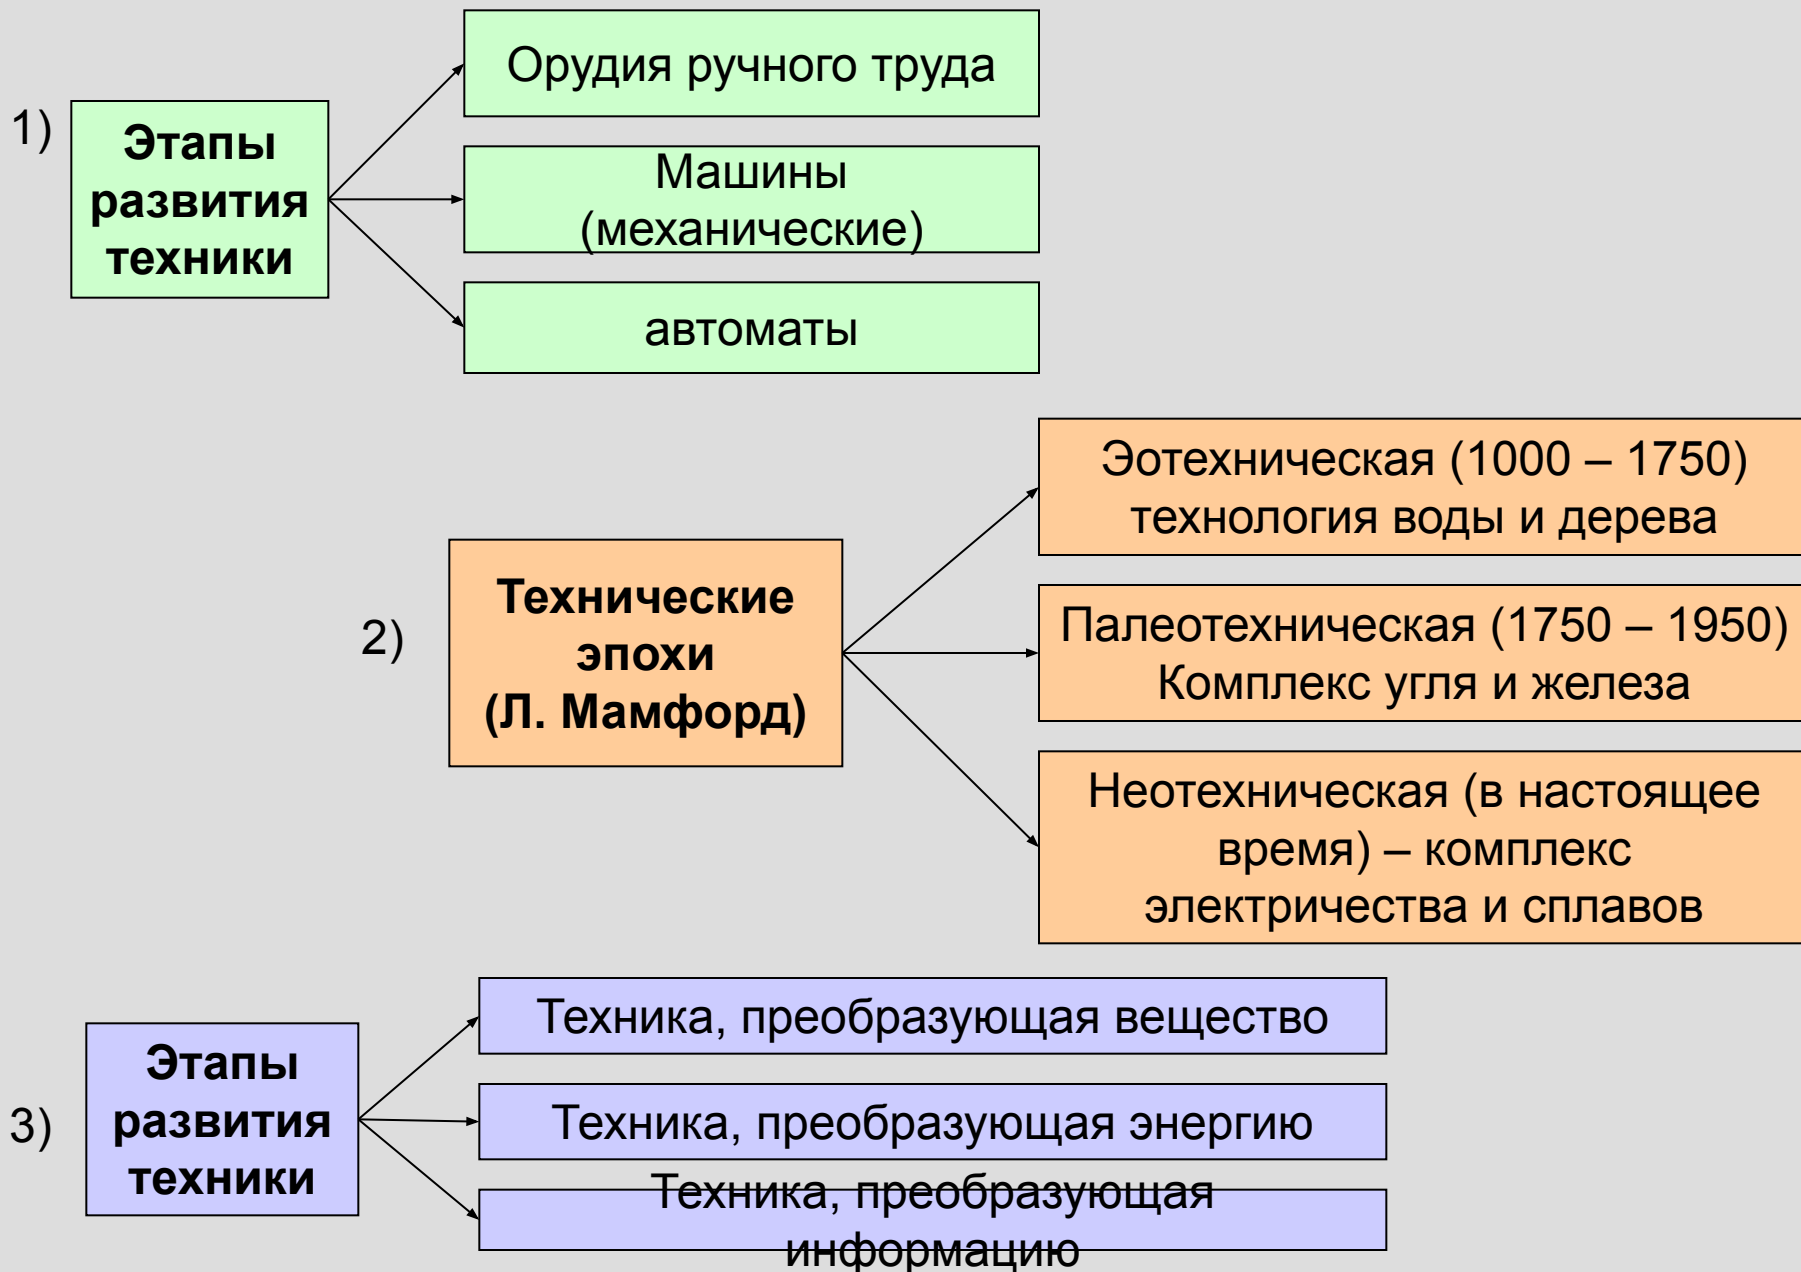 1)
Этапы
развития
техники
Орудия ручного труда
Машины
(механические)
автоматы
2)
Технические
эпохи
(Л. Мамфорд)
Эотехническая (1000 – 1750)
технология воды и дерева
Палеотехническая (1750 – 1950)
Комплекс угля и железа
Неотехническая (в настоящее
время) – комплекс
электричества и сплавов
3)
Этапы
развития
техники
Техника, преобразующая вещество
Техника, преобразующая энергию
Техника, преобразующая
информацию